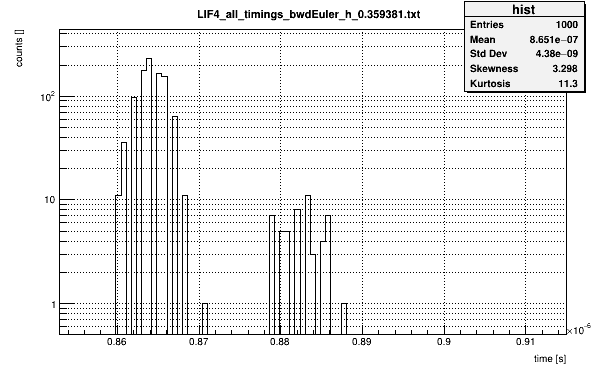 LIF4_all_timings_bwdEuler_h_0.359381.txt
hist
Entries 1000
Mean 8.651e−07
Std Dev 4.38e−09
Skewness 3.298
Kurtosis 11.3
counts []
10²
10
1
0.86 0.87 0.88 0.89 0.9 0.91
×10⁻⁶
time [s]